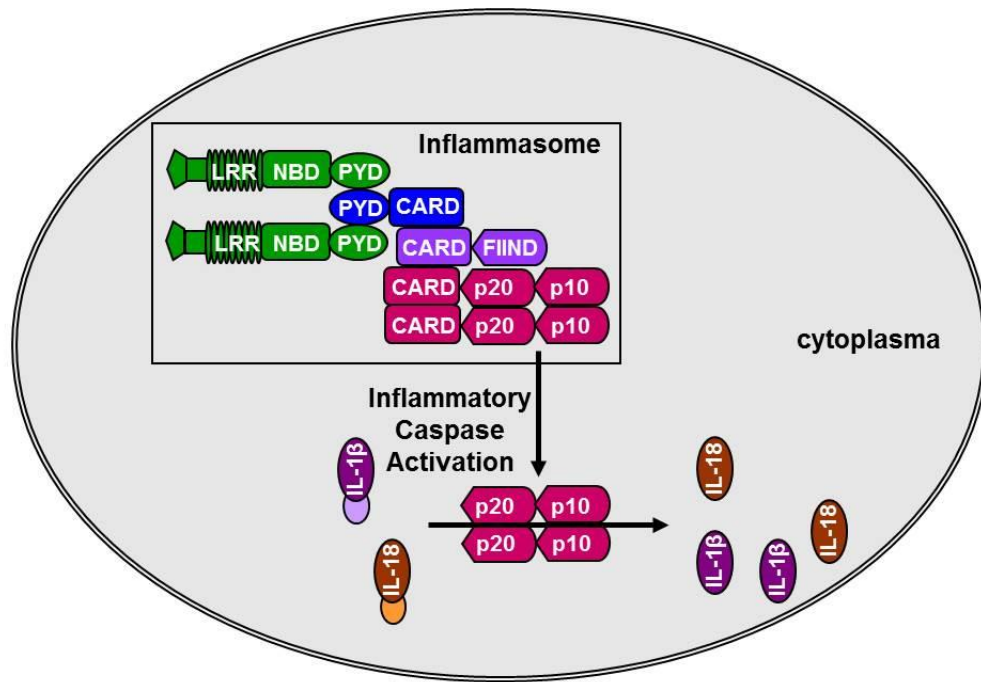 Inflammasome
LRR NBD PYD
PYD CARD
LRR NBD PYD
CARD FIIND
CARD p20 p10
CARD p20 p10
cytoplasma
Inflammatory
Caspase
Activation
IL-1β
IL-18
p20 p10
p20 p10
IL-18
IL-18
IL-1β
IL-1β